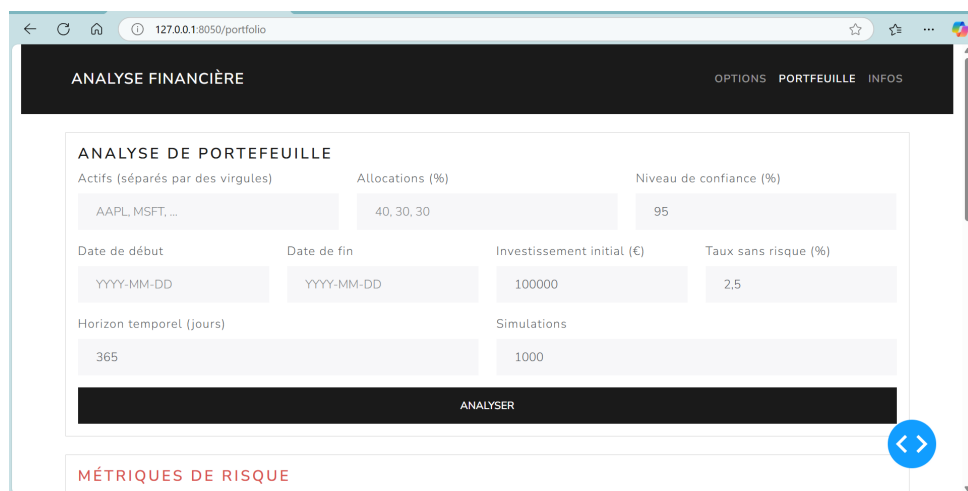 127.0.0.1:8050/portfolio
ANALYSE FINANCIÈRE
OPTIONS PORTFEUILLE INFOS
ANALYSE DE PORTEFEUILLE
Actifs (séparés par des virgules) Allocations (%) Niveau de confiance (%)
AAPL, MSFT, ... 40, 30, 30 95
Date de début Date de fin Investissement initial (€) Taux sans risque (%)
YYYY-MM-DD YYYY-MM-DD 100000 2,5
Horizon temporel (jours) Simulations
365 1000
ANALYSER
MÉTRIQUES DE RISQUE